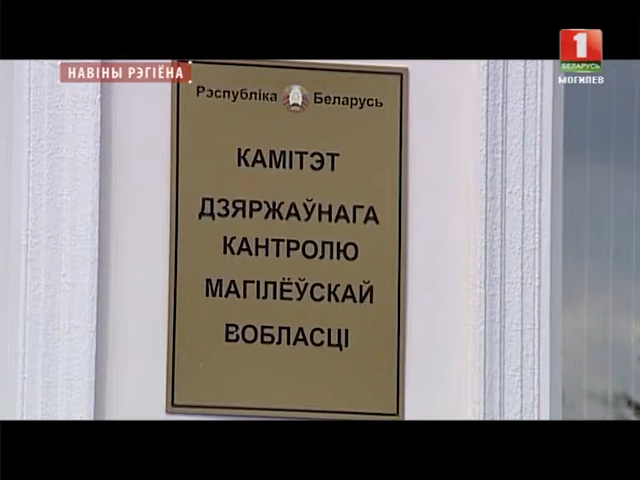 НАВІНЫ РЭГІЁНА
1
БЕЛАРУСЬ
МОГИЛЕВ
Рэспубліка Беларусь
КАМІТЭТ
ДЗЯРЖАЎНАГА
КАНТРОЛЮ
МАГІЛЁЎСКАЙ
ВОБЛАСЦІ